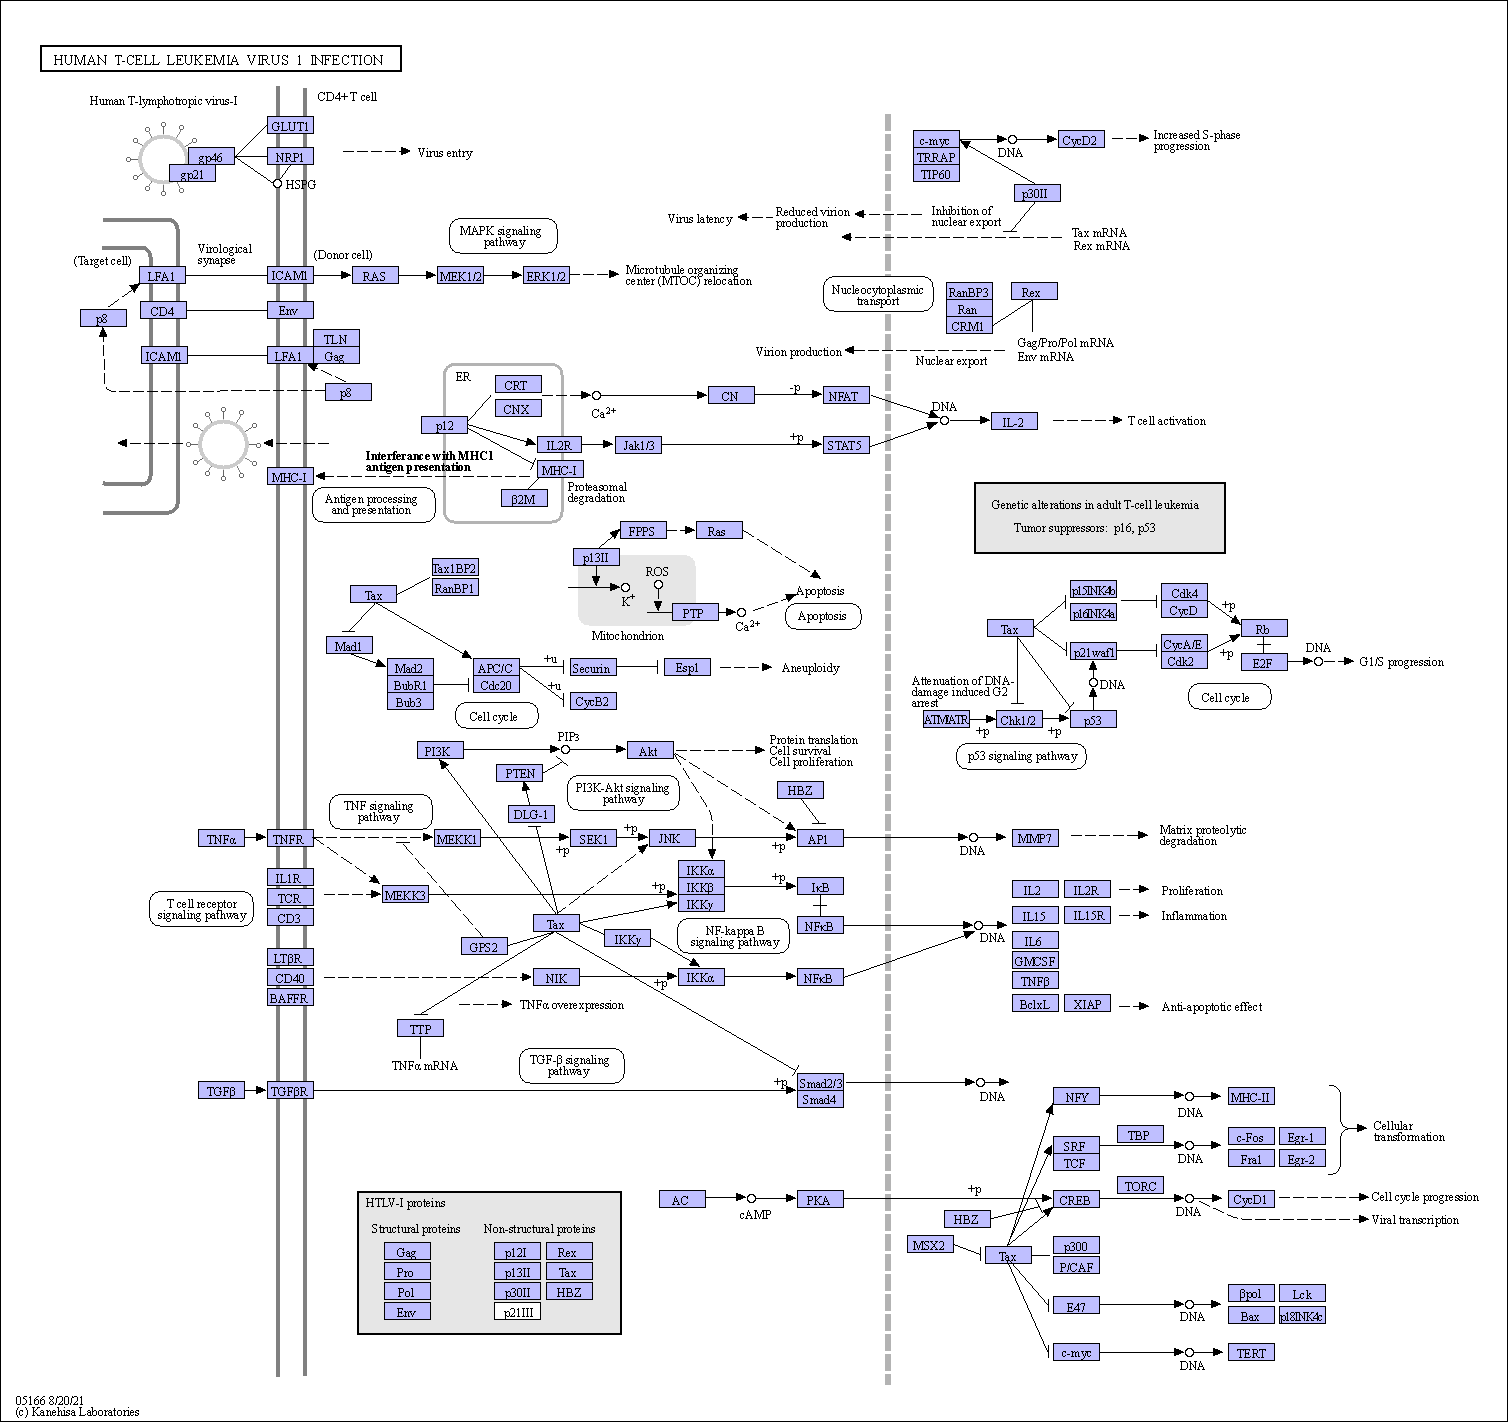 HUMAN T-CELL LEUKEMIA VIRUS 1 INFECTION
Human T-lymphotropic virus-I
CD4+T cell
GLUT1
gp46
NRP1
gp21
HSPG
Virus entry
c-myc
TRRAP
TIP60
DNA
CycD2
Increased S-phase
progression
p30II
Virus latency
Reduced virion
production
Inhibition of
nuclear export
Tax mRNA
Rex mRNA
MAPK signaling
pathway
(Target cell)
Virological
synapse
(Donor cell)
LFA1
ICAM1
RAS
MEK1/2
ERK1/2
Microtubule organizing
center (MTOC) relocation
Nucleocytoplasmic
transport
RanBP3
Ran
CRM1
Rex
p8
CD4
Env
TLN
ICAM1
LFA1
Gag
p8
Virion production
Nuclear export
Gag/Pro/Pol mRNA
Env mRNA
ER
CRT
CNX
Ca2+
CN
-p
NFAT
DNA
IL-2
T cell activation
p12
IL2R
Jak1/3
+p
STAT5
Interferance with MHC1
antigen presentation
MHC-I
MHC-I
β2M
Proteasomal
degradation
Antigen processing
and presentation
Genetic alterations in adult T-cell leukemia
Tumor suppressors: p16, p53
FPPS
Ras
p13II
ROS
K+
PTP
Ca2+
Mitochondrion
Apoptosis
Apoptosis
Tax1BP2
RanBP1
Tax
Mad1
Mad2
BubR1
Bub3
APC/C
Cdc20
+u
+u
Securin
CycB2
Esp1
Aneuploidy
Cell cycle
Tax
p15INK4b
p16INK4a
Cdk4
CycD
+p
p21waf1
CycA/E
Cdk2
+p
Rb
E2F
DNA
G1/S progression
Attenuation of DNA-
damage induced G2
arrest
DNA
ATM/ATR
+p
Chk1/2
+p
p53
Cell cycle
p53 signaling pathway
PI3K
PIP3
Akt
Protein translation
Cell survival
Cell proliferation
PTEN
PI3K-Akt signaling
pathway
DLG-1
HBZ
TNF signaling
pathway
TNFα
TNFR
MEKK1
+p
SEK1
+p
JNK
+p
AP1
DNA
MMP7
Matrix proteolytic
degradation
IL1R
TCR
CD3
T cell receptor
signaling pathway
MEKK3
+p
IKKα
IKKβ
IKKγ
+p
IκB
NFκB
Tax
GPS2
IKKγ
NF-kappa B
signaling pathway
DNA
IL2
IL2R
Proliferation
IL15
IL15R
Inflammation
IL6
GMCSF
TNFβ
BclxL
XIAP
Anti-apoptotic effect
LTβR
CD40
BAFFR
NIK
+p
IKKα
NFκB
TNFα overexpression
TTP
TNFα mRNA
TGF-β signaling
pathway
TGFβ
TGFβR
+p
Smad2/3
Smad4
DNA
NFY
DNA
MHC-II
SRF
TCF
TBP
DNA
c-Fos
Egr-1
Fra1
Egr-2
Cellular
transformation
AC
cAMP
PKA
+p
CREB
TORC
DNA
CycD1
Cell cycle progression
Viral transcription
HBZ
MSX2
Tax
p300
P/CAF
E47
DNA
βpol
Lck
Bax
p18INK4c
c-myc
DNA
TERT
HTLV-I proteins
Structural proteins
Non-structural proteins
Gag
p12I
Rex
Pro
p13II
Tax
Pol
p30II
HBZ
Env
p21III
05166 8/20/21
(c) Kanehisa Laboratories